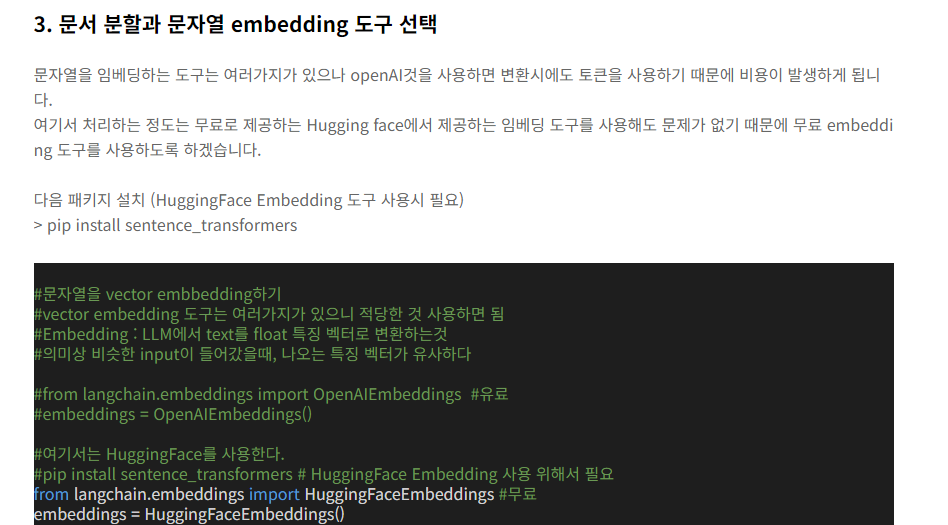 3. 문서 분할과 문자열 embedding 도구 선택
문자열을 임베딩하는 도구는 여러가지가 있으나 openAI것을 사용하면 변환시에도 토큰을 사용하기 때문에 비용이 발생하게 됩니
다.
여기서 처리하는 정도는 무료로 제공하는 Hugging face에서 제공하는 임베딩 도구를 사용해도 문제가 없기 때문에 무료 embeddi
ng 도구를 사용하도록 하겠습니다.
다음 패키지 설치 (HuggingFace Embedding 도구 사용시 필요)
> pip install sentence_transformers
#문자열을 vector embbedding하기
#vector embedding 도구는 여러가지가 있으니 적당한 것 사용하면 됨
#Embedding : LLM에서 text를 float 특징 벡터로 변환하는것
#의미상 비슷한 input이 들어갔을때, 나오는 특징 벡터가 유사하다
#from langchain.embeddings import OpenAIEmbeddings  #유료
#embeddings = OpenAIEmbeddings()
#여기서는 HuggingFace를 사용한다.
#pip install sentence_transformers # HuggingFace Embedding 사용 위해서 필요
from langchain.embeddings import HuggingFaceEmbeddings #무료
embeddings = HuggingFaceEmbeddings()